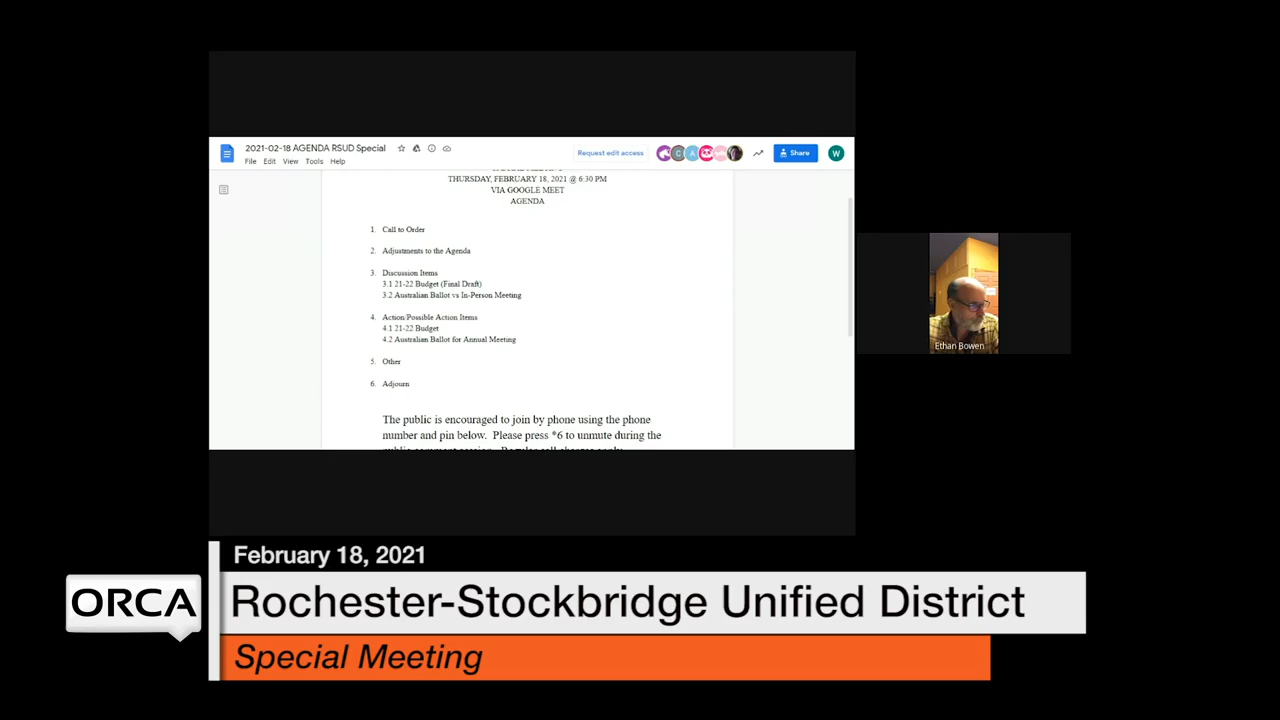 2021-02-18 AGENDA RSUD Special
File Edit View Tools Help
Request edit access
C
A
Share
W
THURSDAY, FEBRUARY 18, 2021 @ 6:30 PM
VIA GOOGLE MEET
AGENDA
1. Call to Order
2. Adjustments to the Agenda
3. Discussion Items
3.1 21-22 Budget (Final Draft)
3.2 Australian Ballot vs In-Person Meeting
4. Action/Possible Action Items
4.1 21-22 Budget
4.2 Australian Ballot for Annual Meeting
5. Other
6. Adjourn
The public is encouraged to join by phone using the phone
number and pin below. Please press *6 to unmute during the
Ethan Bowen
February 18, 2021
ORCA
Rochester-Stockbridge Unified District
Special Meeting